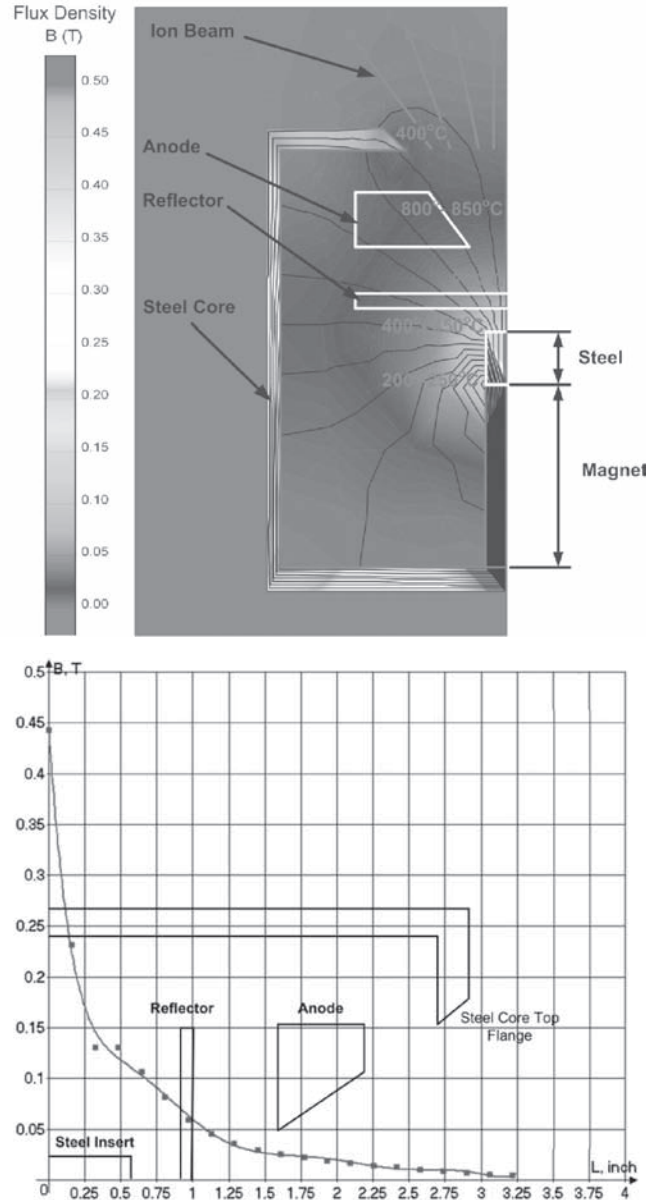 Flux Density
B (T)
0.50
0.45
0.40
0.35
0.30
0.25
0.20
0.15
0.10
0.05
0.00
Ion Beam
400°C
Anode
800 850°C
Reflector
Steel Core
400
Steel
200
Magnet
0.5
B, T
0.45
0.4
0.35
0.3
0.25
0.2
0.15
0.1
0.05
Reflector
Anode
Steel Core Top
Flange
Steel Insert
L, inch
0 0.25 0.5 0.75 1 1.25 1.5 1.75 2 2.25 2.5 2.75 3 3.25 3.5 3.75 4